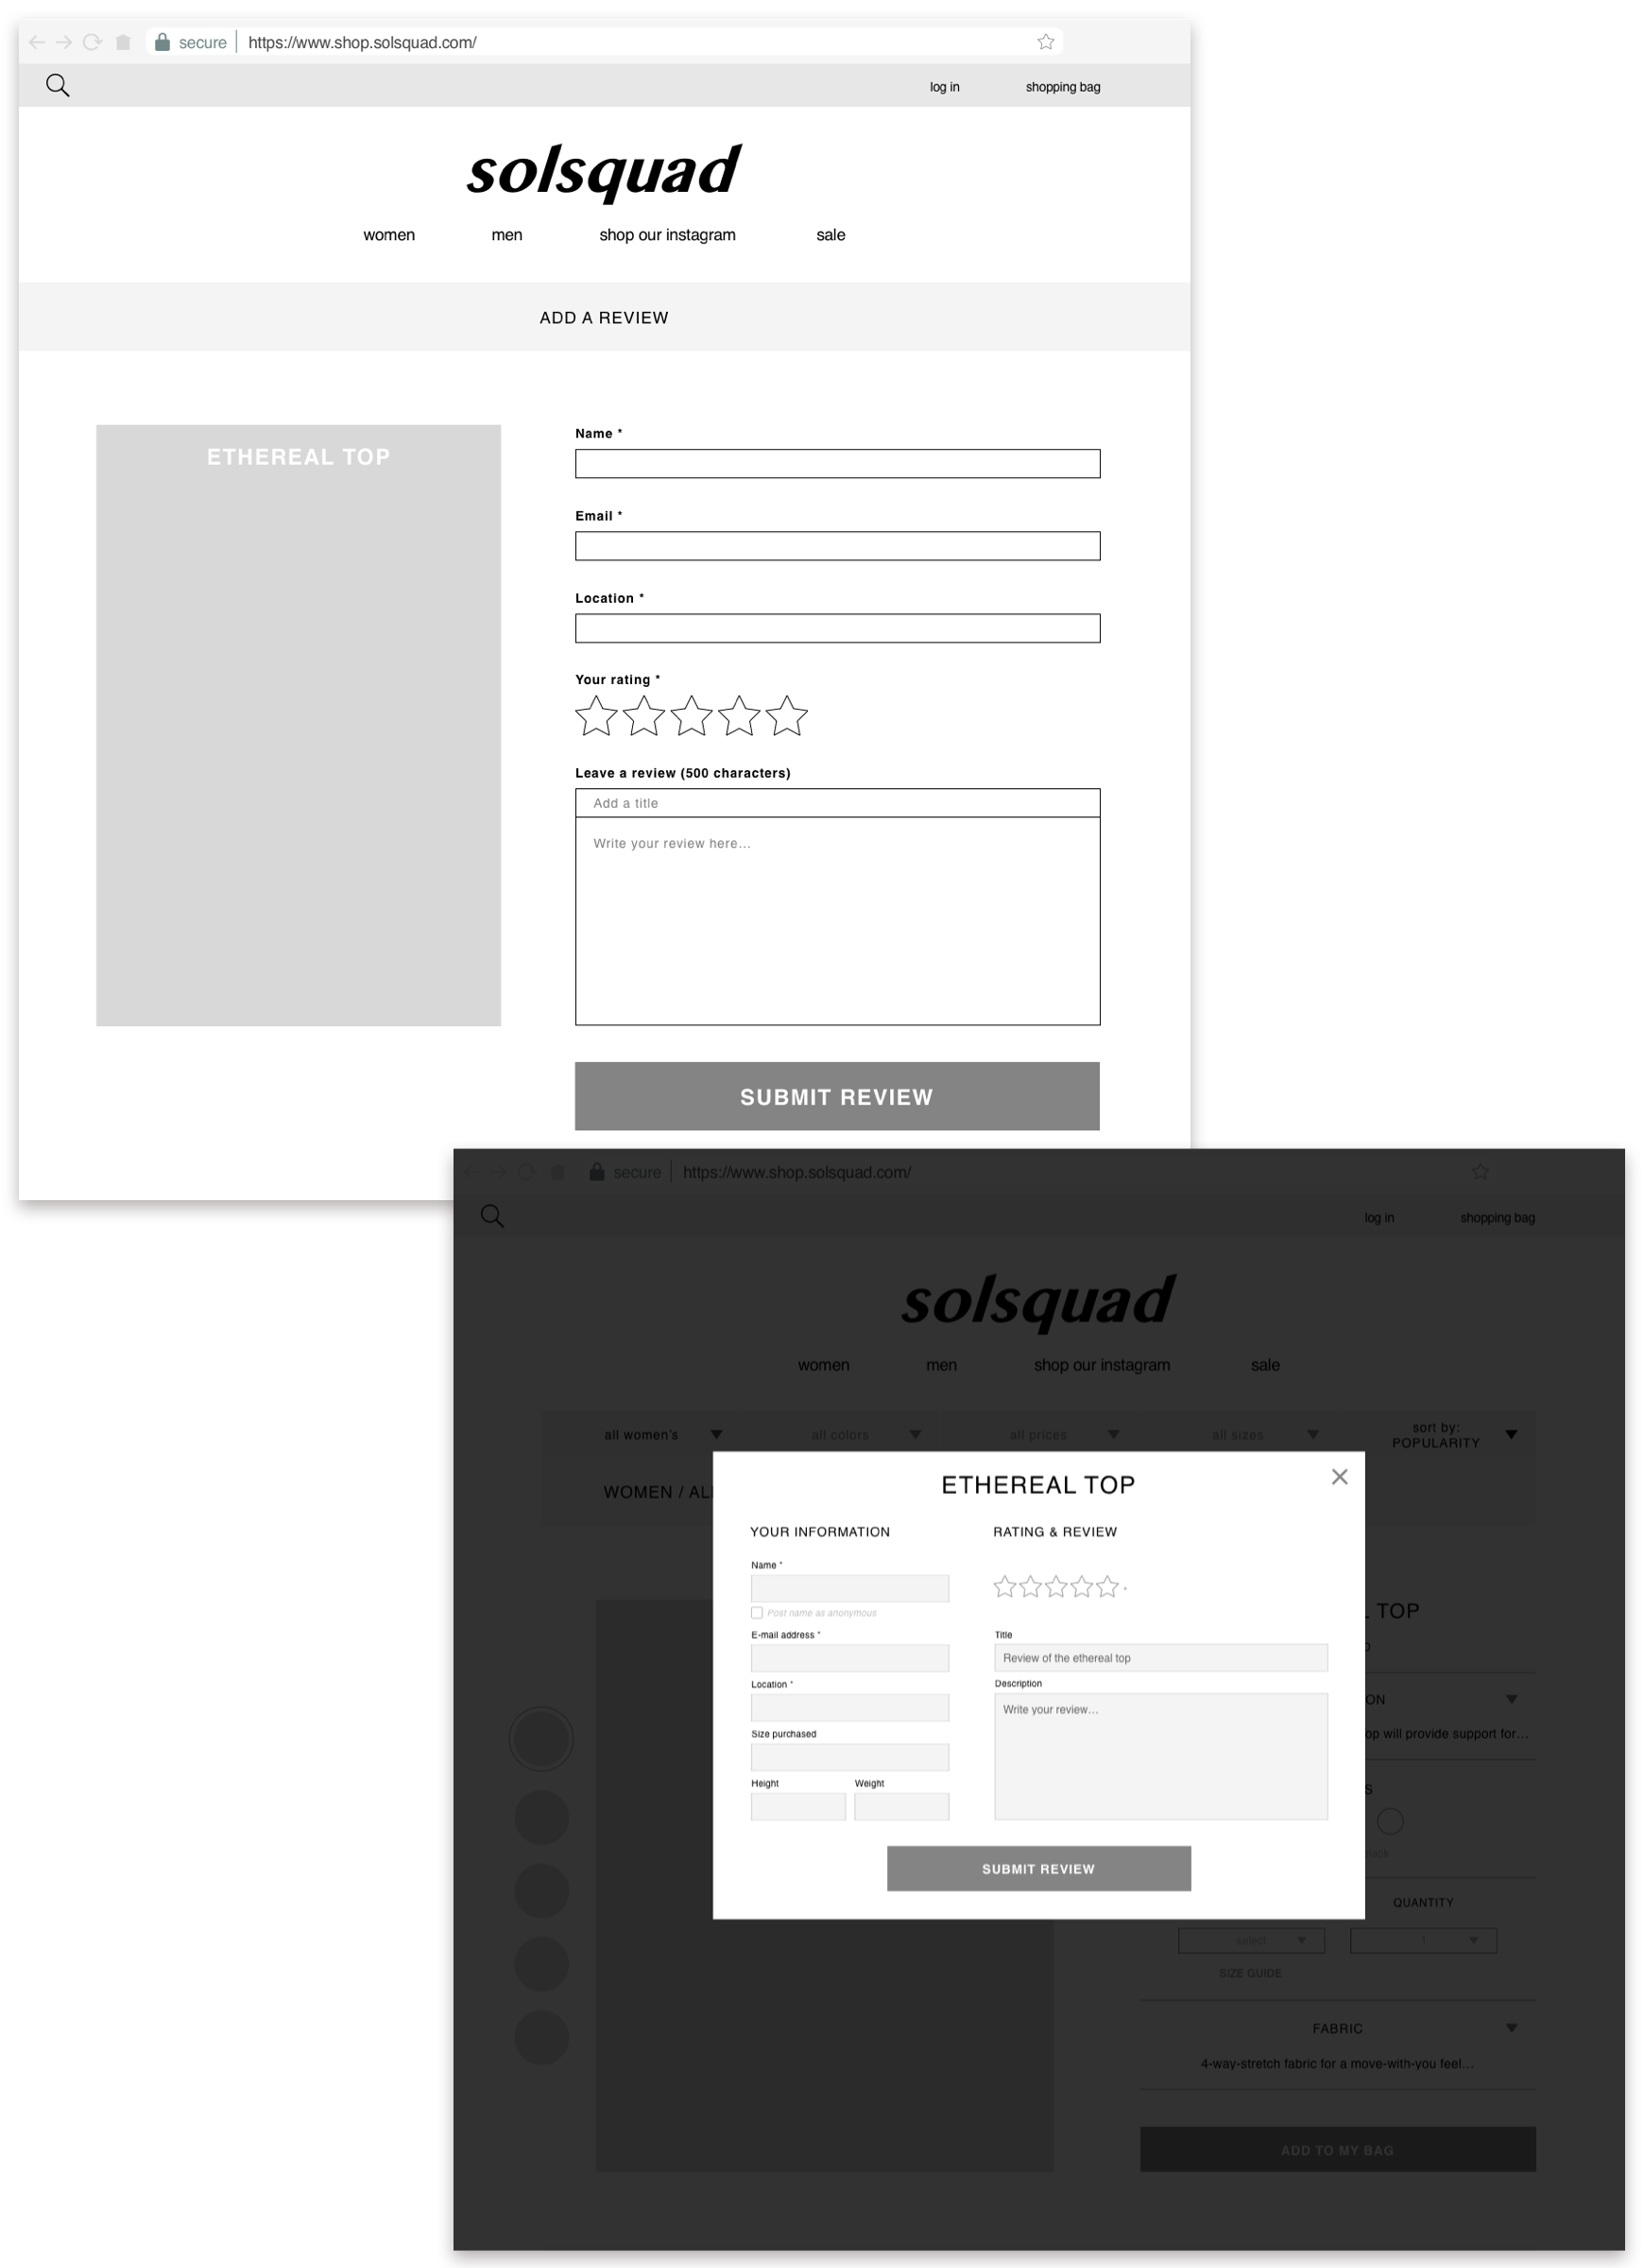 secure | https://www.shop.solsquad.com/
log in shopping bag
solsquad
women men shop our instagram sale
ADD A REVIEW
ETHEREAL TOP
Name *
Email *
Location *
Your rating *
Leave a review (500 characters)
Add a title
Write your review here...
SUBMIT REVIEW
secure | https://www.shop.solsquad.com/
log in shopping bag
solsquad
women men shop our instagram sale
all women's all colors all prices all sizes sort by:
POPULARITY
WOMEN / AL
ETHEREAL TOP
YOUR INFORMATION
Name *
Post name as anonymous
E-mail address *
Location *
Size purchased
Height Weight
RATING & REVIEW
*
Title
Review of the ethereal top
Description
Write your review...
SUBMIT REVIEW
TOP
ON
op will provide support for...
S
QUANTITY
select 1
SIZE GUIDE
FABRIC
4-way-stretch fabric for a move-with-you feel...
ADD TO MY BAG